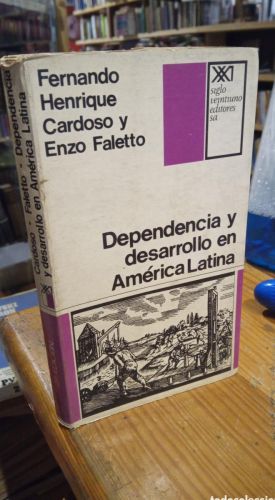 Fernando
Henrique
Cardoso y
Enzo Faletto
siglo
veintiuno
editores
sa
Dependencia y
desarrollo en
América Latina
Cardoso - Faletto - Dependencia
y desarrollo en América Latina
todocoleccion